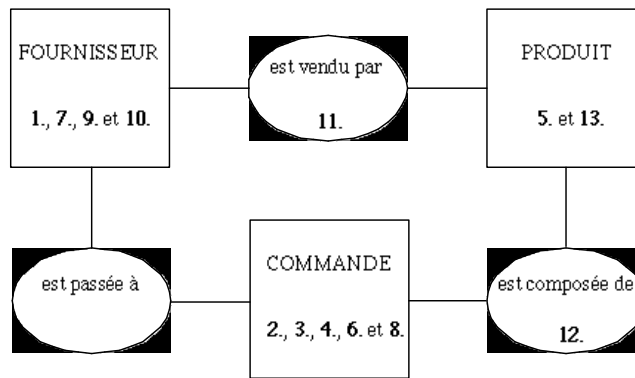 FOURNISSEUR
1., 7., 9. et 10.
est vendu par
11.
PRODUIT
5. et 13.
est passée à
COMMANDE
2., 3., 4., 6. et 8.
est composée de
12.